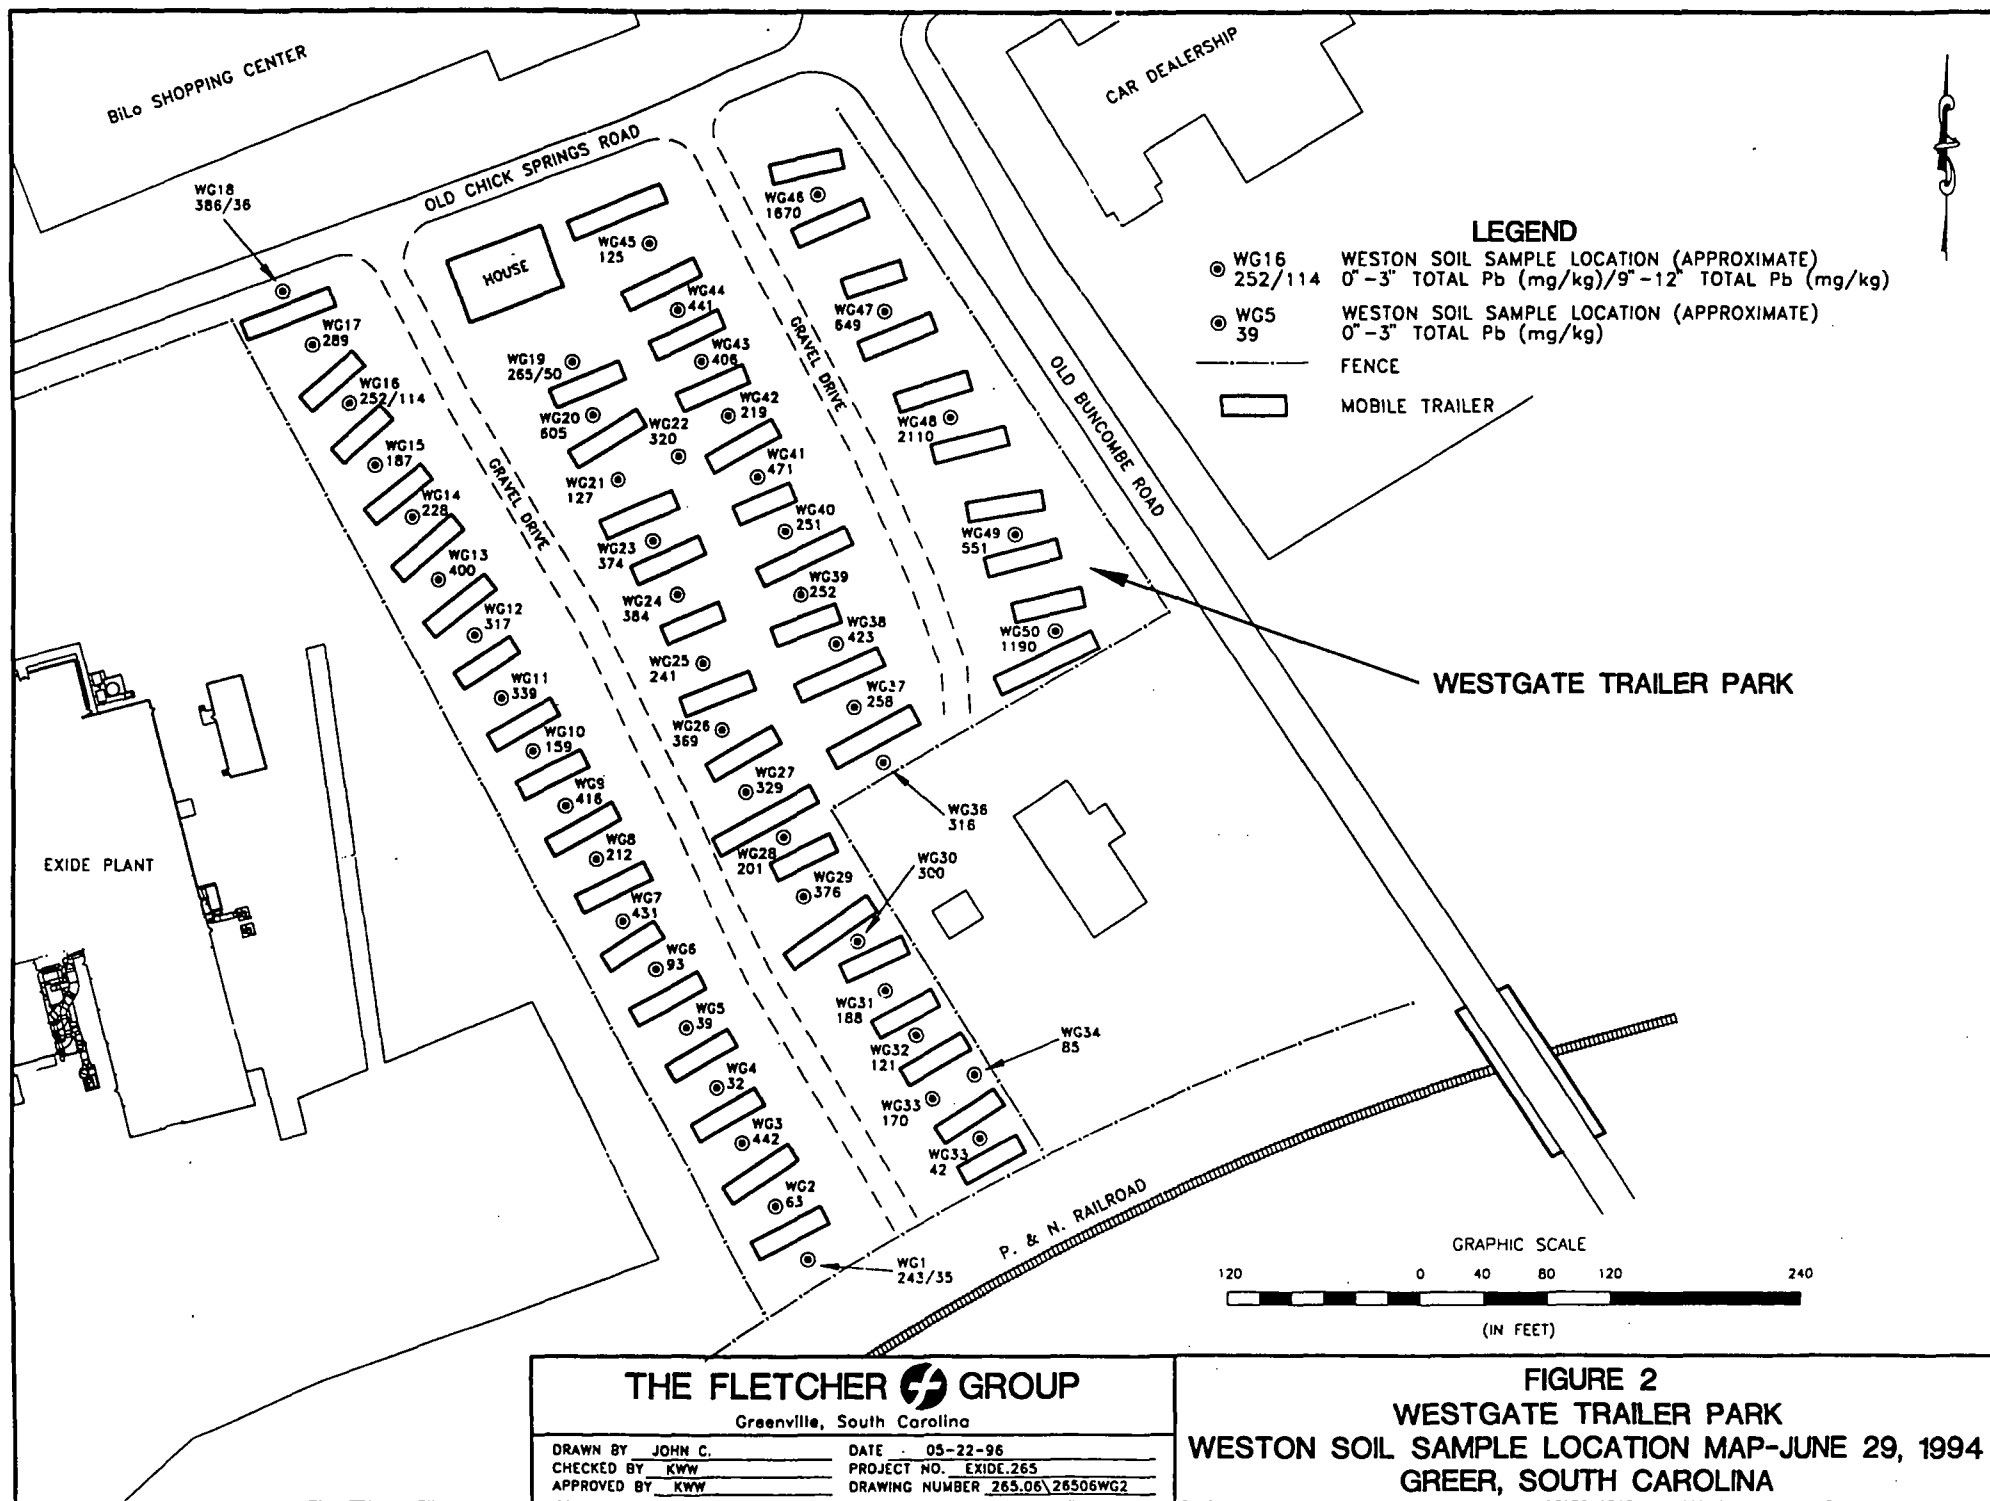 BiLo SHOPPING CENTER
CAR DEALERSHIP
OLD CHICK SPRINGS ROAD
WG18
386/36
HOUSE
WG45
125
WG46
1670
WG44
441
WG47
649
WG17
289
WG43
406
WG19
265/50
WG16
252/114
WG42
219
WG20
605
WG22
320
WG48
2110
WG15
187
WG41
471
WG21
127
WG14
228
WG40
251
WG49
551
WG23
374
WG13
400
WG39
252
WG24
384
WG12
317
WG38
423
WG50
1190
WG25
241
WG11
339
WG37
258
WG26
369
WG10
159
WG27
329
WG9
416
WG36
316
WG8
212
WG28
201
WG30
300
WG29
376
WG7
431
WG6
93
WG31
188
WG5
39
WG34
85
WG32
121
WG4
32
WG33
170
WG3
442
WG33
42
WG2
63
WG1
243/35
GRAVEL DRIVE
GRAVEL DRIVE
OLD BUNCOMBE ROAD
EXIDE PLANT
P. & N. RAILROAD
WESTGATE TRAILER PARK
LEGEND
WG16 WESTON SOIL SAMPLE LOCATION (APPROXIMATE)
252/114 0"-3" TOTAL Pb (mg/kg)/9"-12" TOTAL Pb (mg/kg)
WG5 WESTON SOIL SAMPLE LOCATION (APPROXIMATE)
39 0"-3" TOTAL Pb (mg/kg)
FENCE
MOBILE TRAILER
GRAPHIC SCALE
120 0 40 80 120 240
(IN FEET)
THE FLETCHER GROUP
Greenville, South Carolina
DRAWN BY JOHN C. DATE 05-22-96
CHECKED BY KWW PROJECT NO. EXIDE.265
APPROVED BY KWW DRAWING NUMBER 265.06\26506WG2
FIGURE 2
WESTGATE TRAILER PARK
WESTON SOIL SAMPLE LOCATION MAP-JUNE 29, 1994
GREER, SOUTH CAROLINA